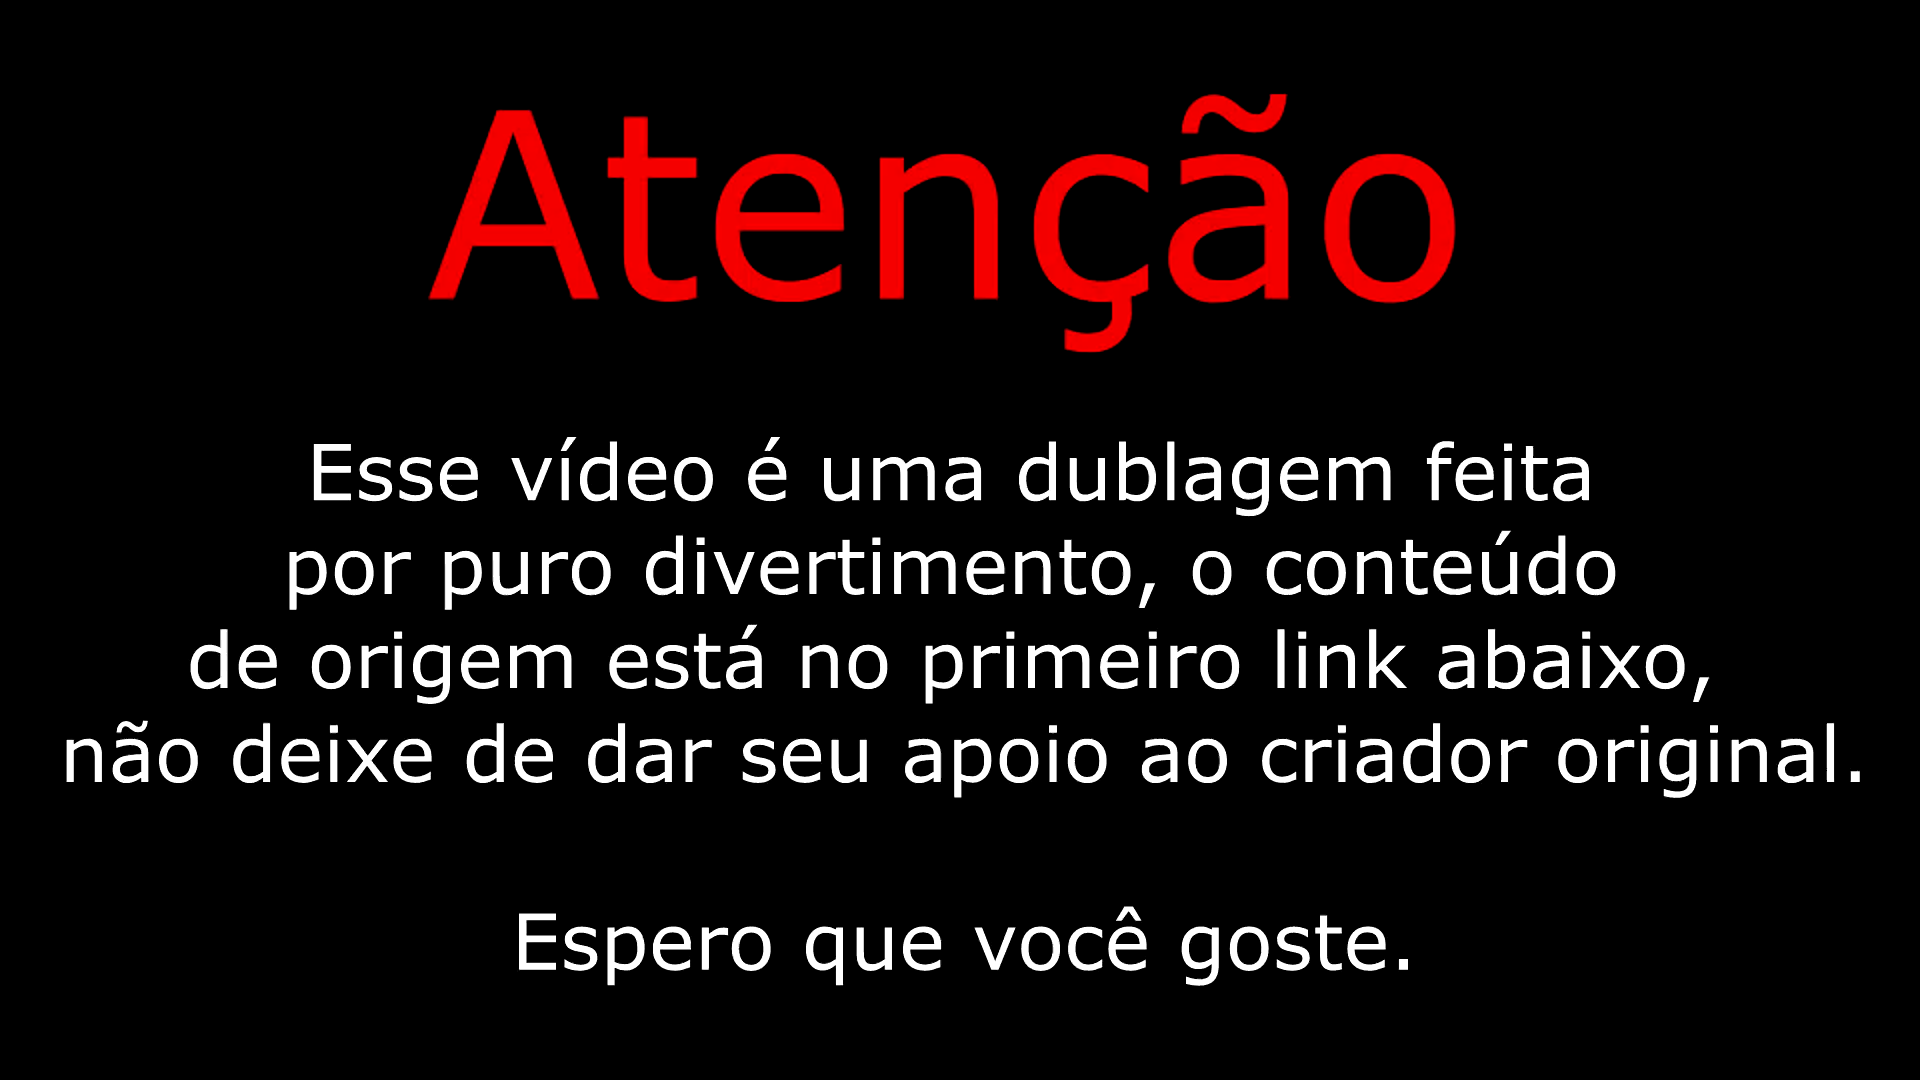 Atenção
Esse vídeo é uma dublagem feita
por puro divertimento, o conteúdo
de origem está no primeiro link abaixo,
não deixe de dar seu apoio ao criador original.
Espero que você goste.